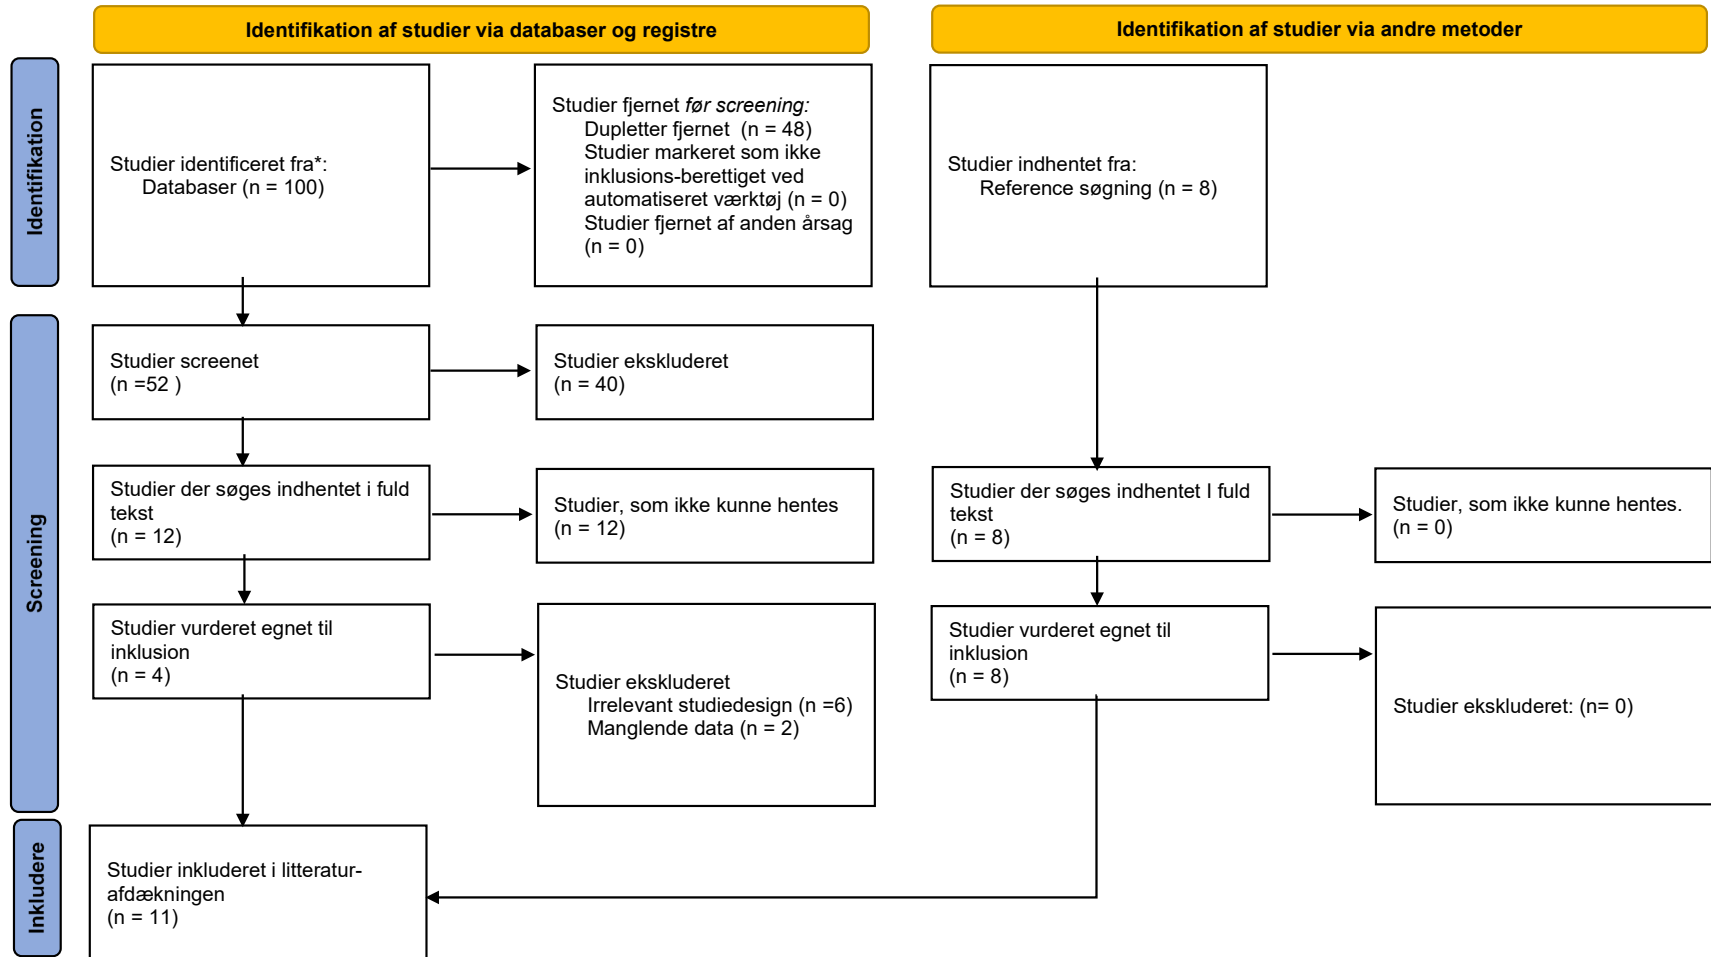 Identifikation af studier via databaser og registre
Identifikation af studier via andre metoder
Identifikation
Studier identificeret fra*:
Databaser (n = 100)
Studier fjernet før screening:
Dupletter fjernet  (n = 48)
Studier markeret som ikke
inklusions-berettiget ved
automatiseret værktøj (n = 0)
Studier fjernet af anden årsag
(n = 0)
Studier indhentet fra:
Reference søgning (n = 8)
Screening
Studier screenet
(n =52 )
Studier ekskluderet
(n = 40)
Studier der søges indhentet i fuld
tekst
(n = 12)
Studier, som ikke kunne hentes
(n = 12)
Studier der søges indhentet I fuld
tekst
(n = 8)
Studier, som ikke kunne hentes.
(n = 0)
Studier vurderet egnet til
inklusion
(n = 4)
Studier ekskluderet
Irrelevant studiedesign (n =6)
Manglende data (n = 2)
Studier vurderet egnet til
inklusion
(n = 8)
Studier ekskluderet: (n= 0)
Inkludere
Studier inkluderet i litteratur-
afdækningen
(n = 11)